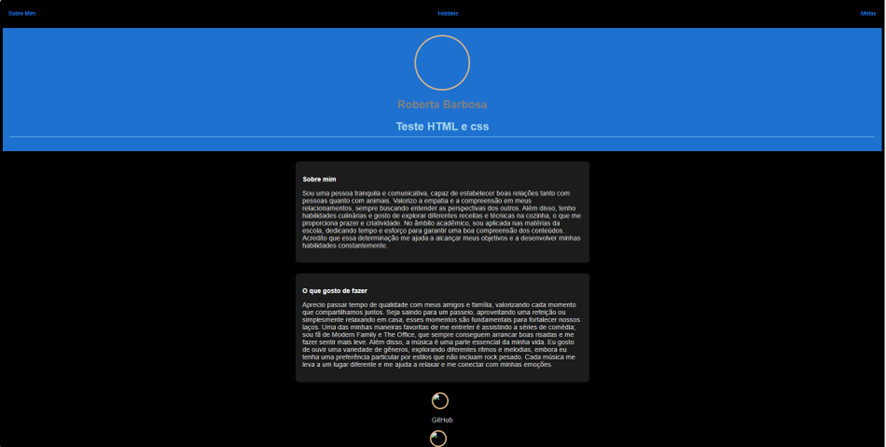 Sobre Mim Hobbies Metas
Roberta Barbosa
Teste HTML e css
Sobre mim
Sou uma pessoa tranquila e comunicativa, capaz de estabelecer boas relações tanto com
pessoas quanto com animais. Valorizo a empatia e a compreensão em meus
relacionamentos, sempre buscando entender as perspectivas dos outros. Além disso, tenho
habilidades culinárias e gosto de explorar diferentes receitas e técnicas na cozinha, o que me
proporciona prazer e criatividade. No âmbito acadêmico, sou aplicada nas matérias da
escola, dedicando tempo e esforço para garantir uma boa compreensão dos conteúdos.
Acredito que essa determinação me ajuda a alcançar meus objetivos e a desenvolver minhas
habilidades constantemente.
O que gosto de fazer
Aprecio passar tempo de qualidade com meus amigos e família, valorizando cada momento
que compartilhamos juntos. Seja saindo para um passeio, aproveitando uma refeição ou
simplesmente relaxando em casa, esses momentos são fundamentais para fortalecer nossos
laços. Uma das minhas maneiras favoritas de me entreter é assistindo a séries de comédia;
sou fã de Modern Family e The Office, que sempre conseguem arrancar boas risadas e me
fazer sentir mais leve. Além disso, a música é uma parte essencial da minha vida. Eu gosto
de ouvir uma variedade de gêneros, explorando diferentes ritmos e melodias, embora eu
tenha uma preferência particular por estilos que não incluam rock pesado. Cada música me
leva a um lugar diferente e me ajuda a relaxar e me conectar com minhas emoções.
GitHub